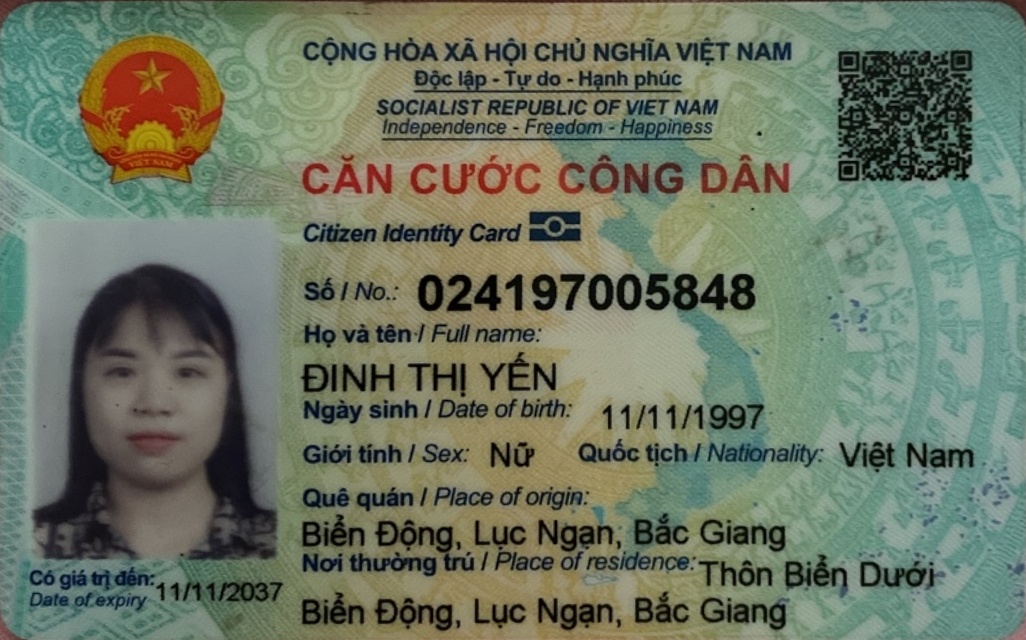 CỘNG HÒA XÃ HỘI CHỦ NGHĨA VIỆT NAM
Độc lập - Tự do - Hạnh phúc
SOCIALIST REPUBLIC OF VIET NAM
Independence - Freedom - Happiness
CĂN CƯỚC CÔNG DÂN
Citizen Identity Card
Số / No.: 024197005848
Họ và tên / Full name:
ĐINH THỊ YẾN
Ngày sinh / Date of birth: 11/11/1997
Giới tính / Sex: Nữ Quốc tịch / Nationality: Việt Nam
Quê quán / Place of origin:
Biển Động, Lục Ngạn, Bắc Giang
Nơi thường trú / Place of residence: Thôn Biển Dưới
Biển Động, Lục Ngạn, Bắc Giang
Có giá trị đến: 11/11/2037
Date of expiry
VIỆT NAM